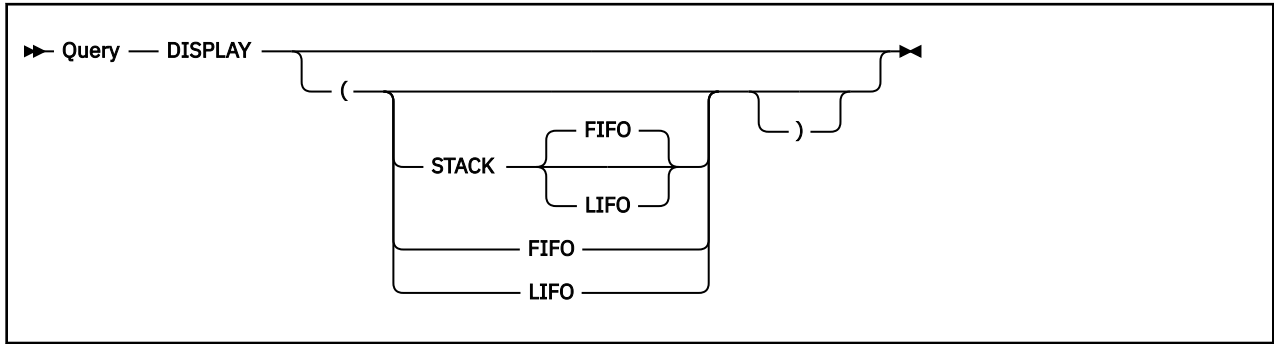 Query DISPLAY
(
FIFO
)
STACK
LIFO
FIFO
LIFO